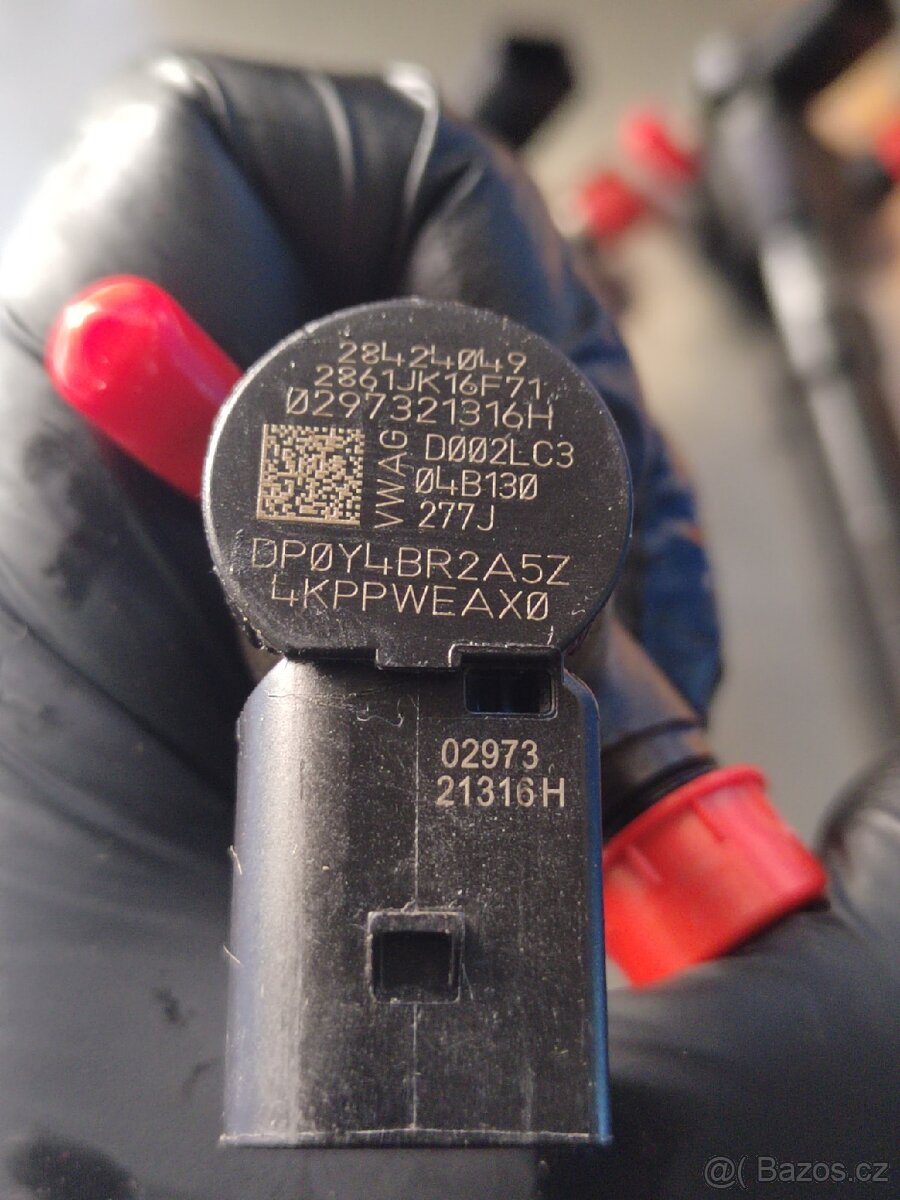 28424049
2861JK16F71
0297321316H
VWAG
D002LC3
04B130
277J
DP0Y4BR2A5Z
4KPPWEAX0
02973
21316H
@( Bazos.cz